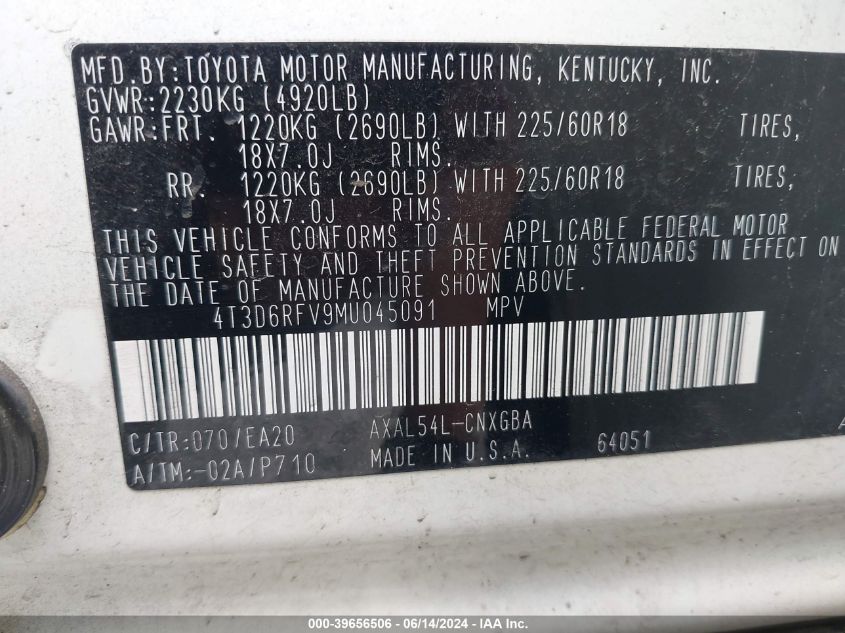 MFD.BY:TOYOTA MOTOR MANUFACTURING, KENTUCKY, INC.
GVWR:2230KG (4920LB)
GAWR:FRT. 1220KG (2690LB) WITH 225/60R18 TIRES,
18X7.0J RIMS.
RR. 1220KG (2690LB) WITH 225/60R18 TIRES,
18X7.0J RIMS.
THIS VEHICLE CONFORMS TO ALL APPLICABLE FEDERAL MOTOR
VEHICLE SAFETY AND THEFT PREVENTION STANDARDS IN EFFECT ON
THE DATE OF MANUFACTURE SHOWN ABOVE.
4T3D6RFV9MU045091 MPV
C/TR:070/EA20 AXAL54L-CNXGBA
A/TM:-02A/P710 MADE IN U.S.A. 64051
000-39656506 - 06/14/2024 - IAA Inc.